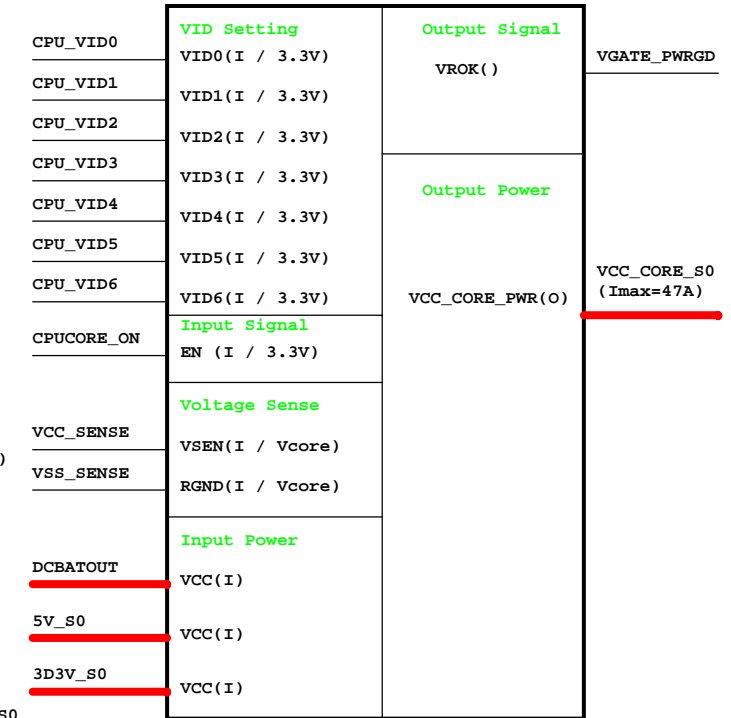 CPU_VID0
CPU_VID1
CPU_VID2
CPU_VID3
CPU_VID4
CPU_VID5
CPU_VID6
CPUCORE_ON
VCC_SENSE
)
VSS_SENSE
DCBATOUT
5V_S0
3D3V_S0
S0
VID Setting
VID0(I / 3.3V)
VID1(I / 3.3V)
VID2(I / 3.3V)
VID3(I / 3.3V)
VID4(I / 3.3V)
VID5(I / 3.3V)
VID6(I / 3.3V)
Input Signal
EN (I / 3.3V)
Voltage Sense
VSEN(I / Vcore)
RGND(I / Vcore)
Input Power
VCC(I)
VCC(I)
VCC(I)
Output Signal
VROK()
Output Power
VCC_CORE_PWR(O)
VGATE_PWRGD
VCC_CORE_S0
(Imax=47A)